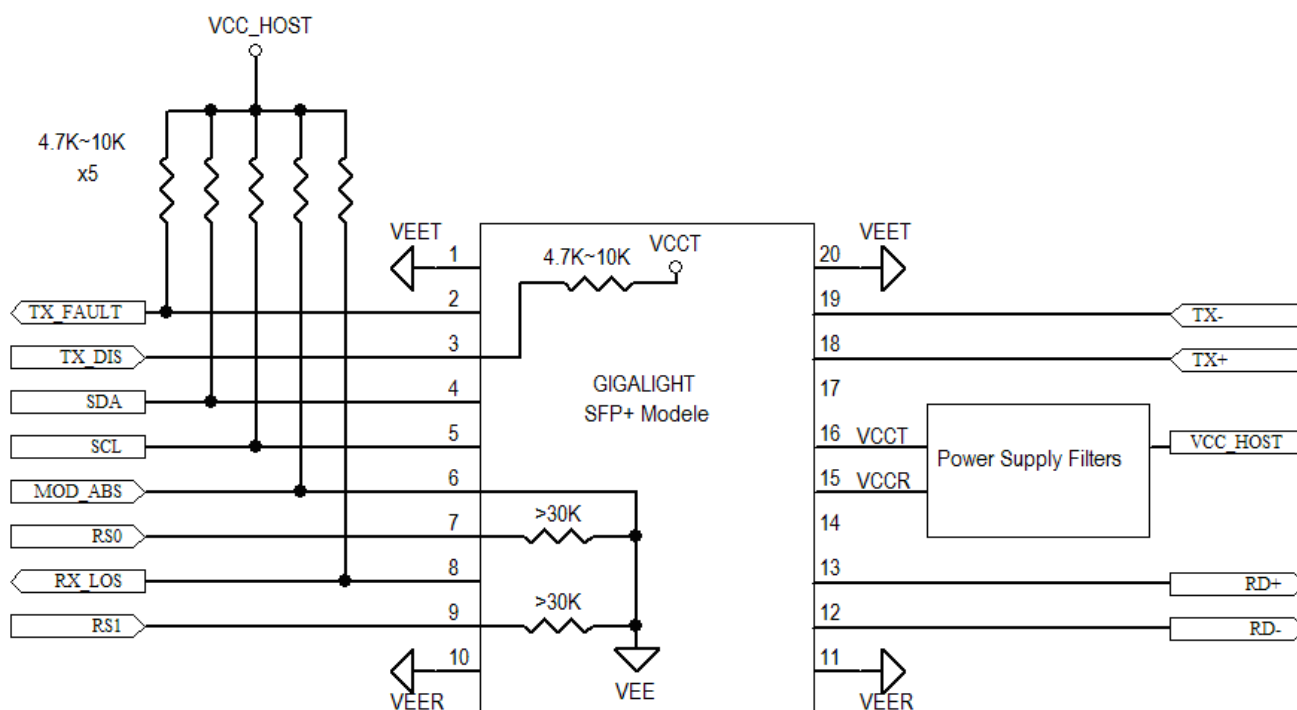 VCC_HOST
4.7K~10K
x5
VEET
1
4.7K~10K
VCCT
20
VEET
TX_FAULT
2
19
TX-
TX_DIS
3
18
TX+
SDA
4
GIGALIGHT
SFP+ Modele
17
SCL
5
16
VCCT
Power Supply Filters
VCC_HOST
MOD_ABS
6
15
VCCR
RS0
7
>30K
14
RX_LOS
8
13
RD+
RS1
9
>30K
12
RD-
10
VEER
VEE
11
VEER